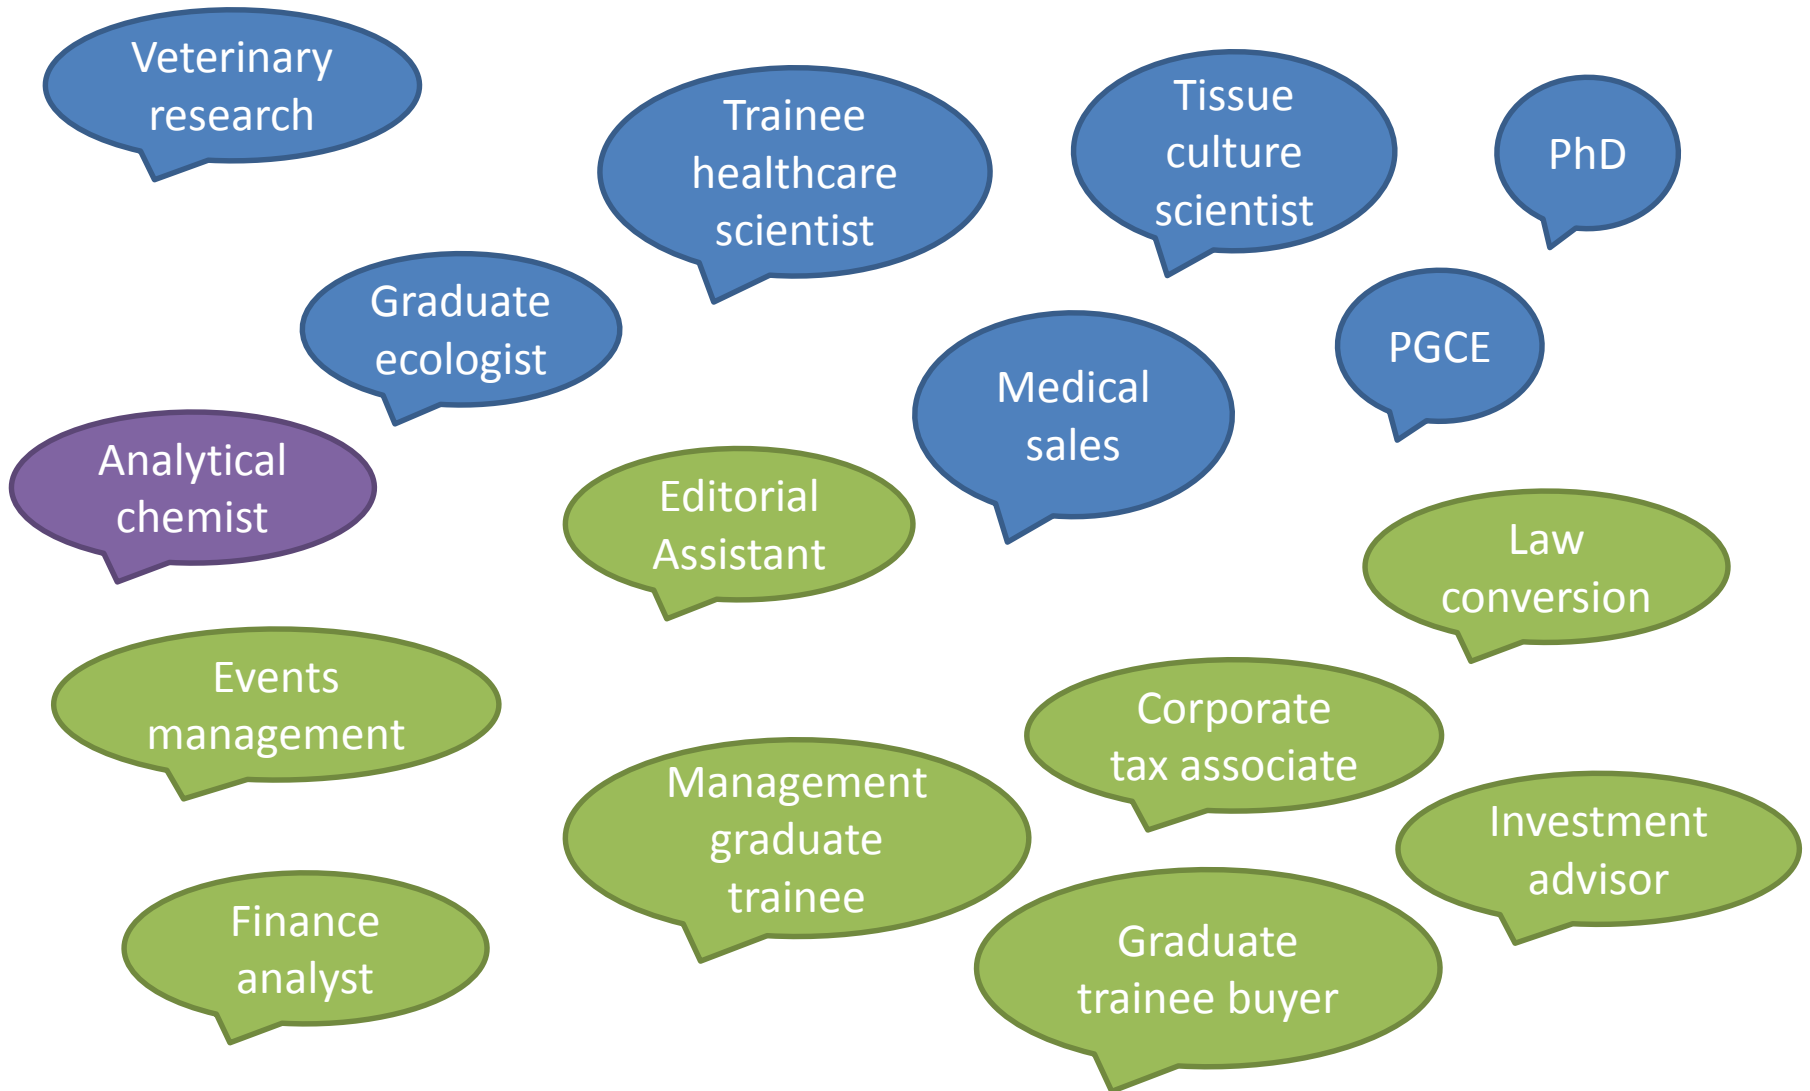 Veterinary
research
Trainee
healthcare
scientist
Tissue
culture
scientist
PhD
Graduate
ecologist
Medical
sales
PGCE
Analytical
chemist
Editorial
Assistant
Law
conversion
Events
management
Management
graduate
trainee
Corporate
tax associate
Investment
advisor
Finance
analyst
Graduate
trainee buyer